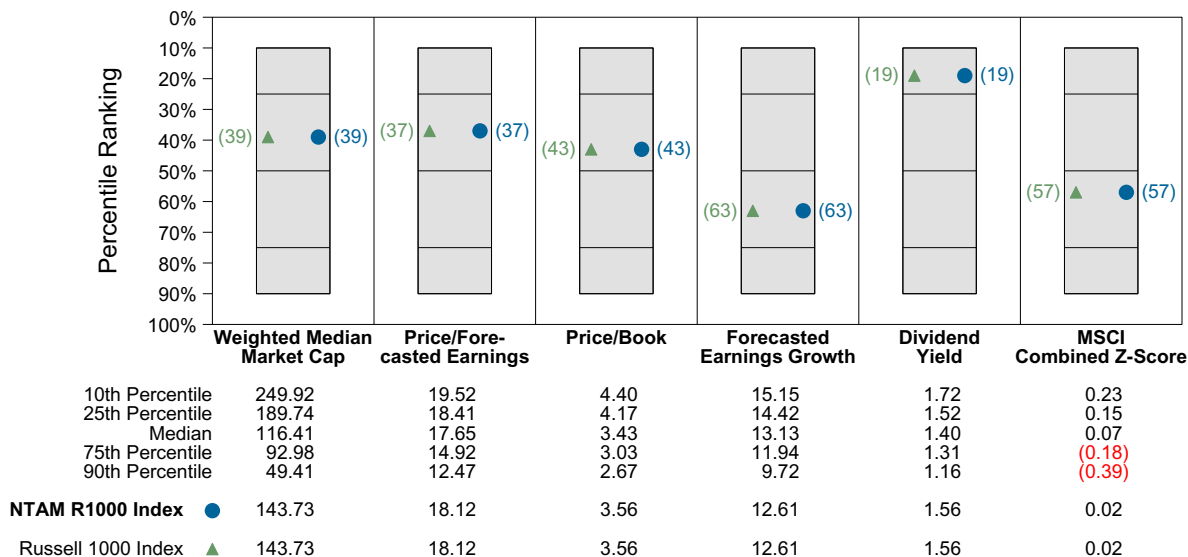 Percentile Ranking
0%
10%
20%
30%
40%
50%
60%
70%
80%
90%
100%
(39) (39)
(37) (37)
(43) (43)
(63) (63)
(19) (19)
(57) (57)
Weighted Median
Market Cap
Price/Fore-
casted Earnings
Price/Book
Forecasted
Earnings Growth
Dividend
Yield
MSCI
Combined Z-Score
10th Percentile 249.92 19.52 4.40 15.15 1.72 0.23
25th Percentile 189.74 18.41 4.17 14.42 1.52 0.15
Median 116.41 17.65 3.43 13.13 1.40 0.07
75th Percentile 92.98 14.92 3.03 11.94 1.31 (0.18)
90th Percentile 49.41 12.47 2.67 9.72 1.16 (0.39)
NTAM R1000 Index 143.73 18.12 3.56 12.61 1.56 0.02
Russell 1000 Index 143.73 18.12 3.56 12.61 1.56 0.02